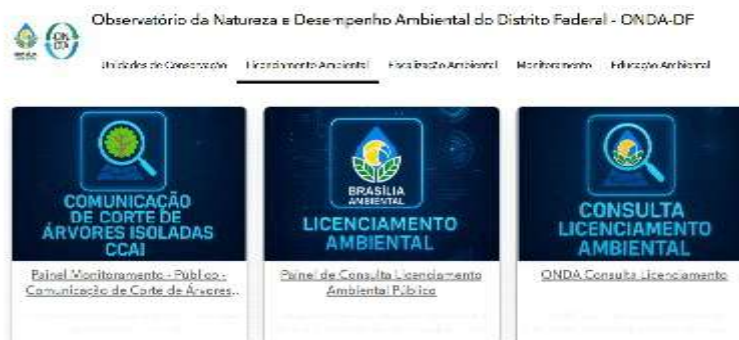 Observatório da Natureza e Desempenho Ambiental do Distrito Federal - ONDA-DF
Unidades de Conservação Licenciamento Ambiental Fiscalização Ambiental Monitoramento Educação Ambiental
COMUNICAÇÃO
DE CORTE DE
ÁRVORES ISOLADAS
CCAI
BRASÍLIA
AMBIENTAL
LICENCIAMENTO
AMBIENTAL
CONSULTA
LICENCIAMENTO
AMBIENTAL
Painel Monitoramento - Público -
Comunicação de Corte de Árvores...
Painel de Consulta Licenciamento
Ambiental Público
ONDA Consulta Licenciamento